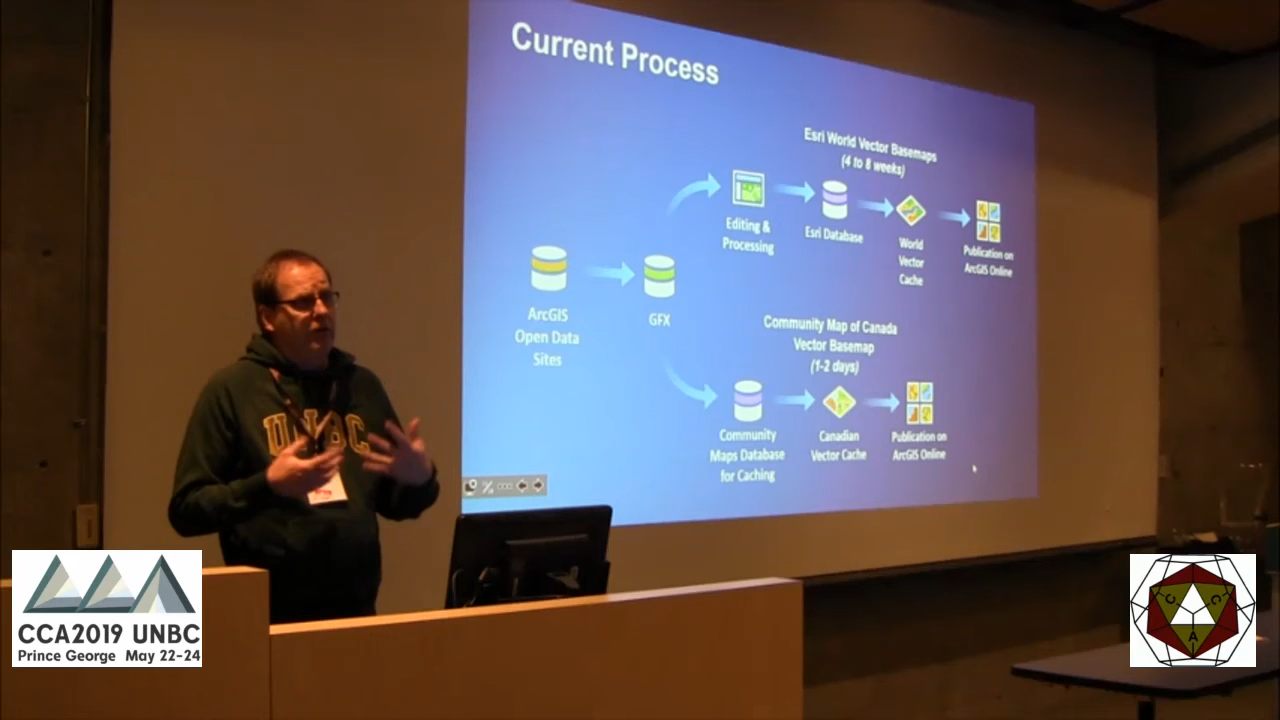 Current Process
Esri World Vector Basemaps
(4 to 8 weeks)
Editing &
Processing
Esri Database
World
Vector
Cache
Publication on
ArcGIS Online
ArcGIS
Open Data
Sites
GFX
Community Map of Canada
Vector Basemap
(1-2 days)
Community
Maps Database
for Caching
Canadian
Vector Cache
Publication on
ArcGIS Online
UNBC
CCA2019 UNBC
Prince George May 22-24
C C
A